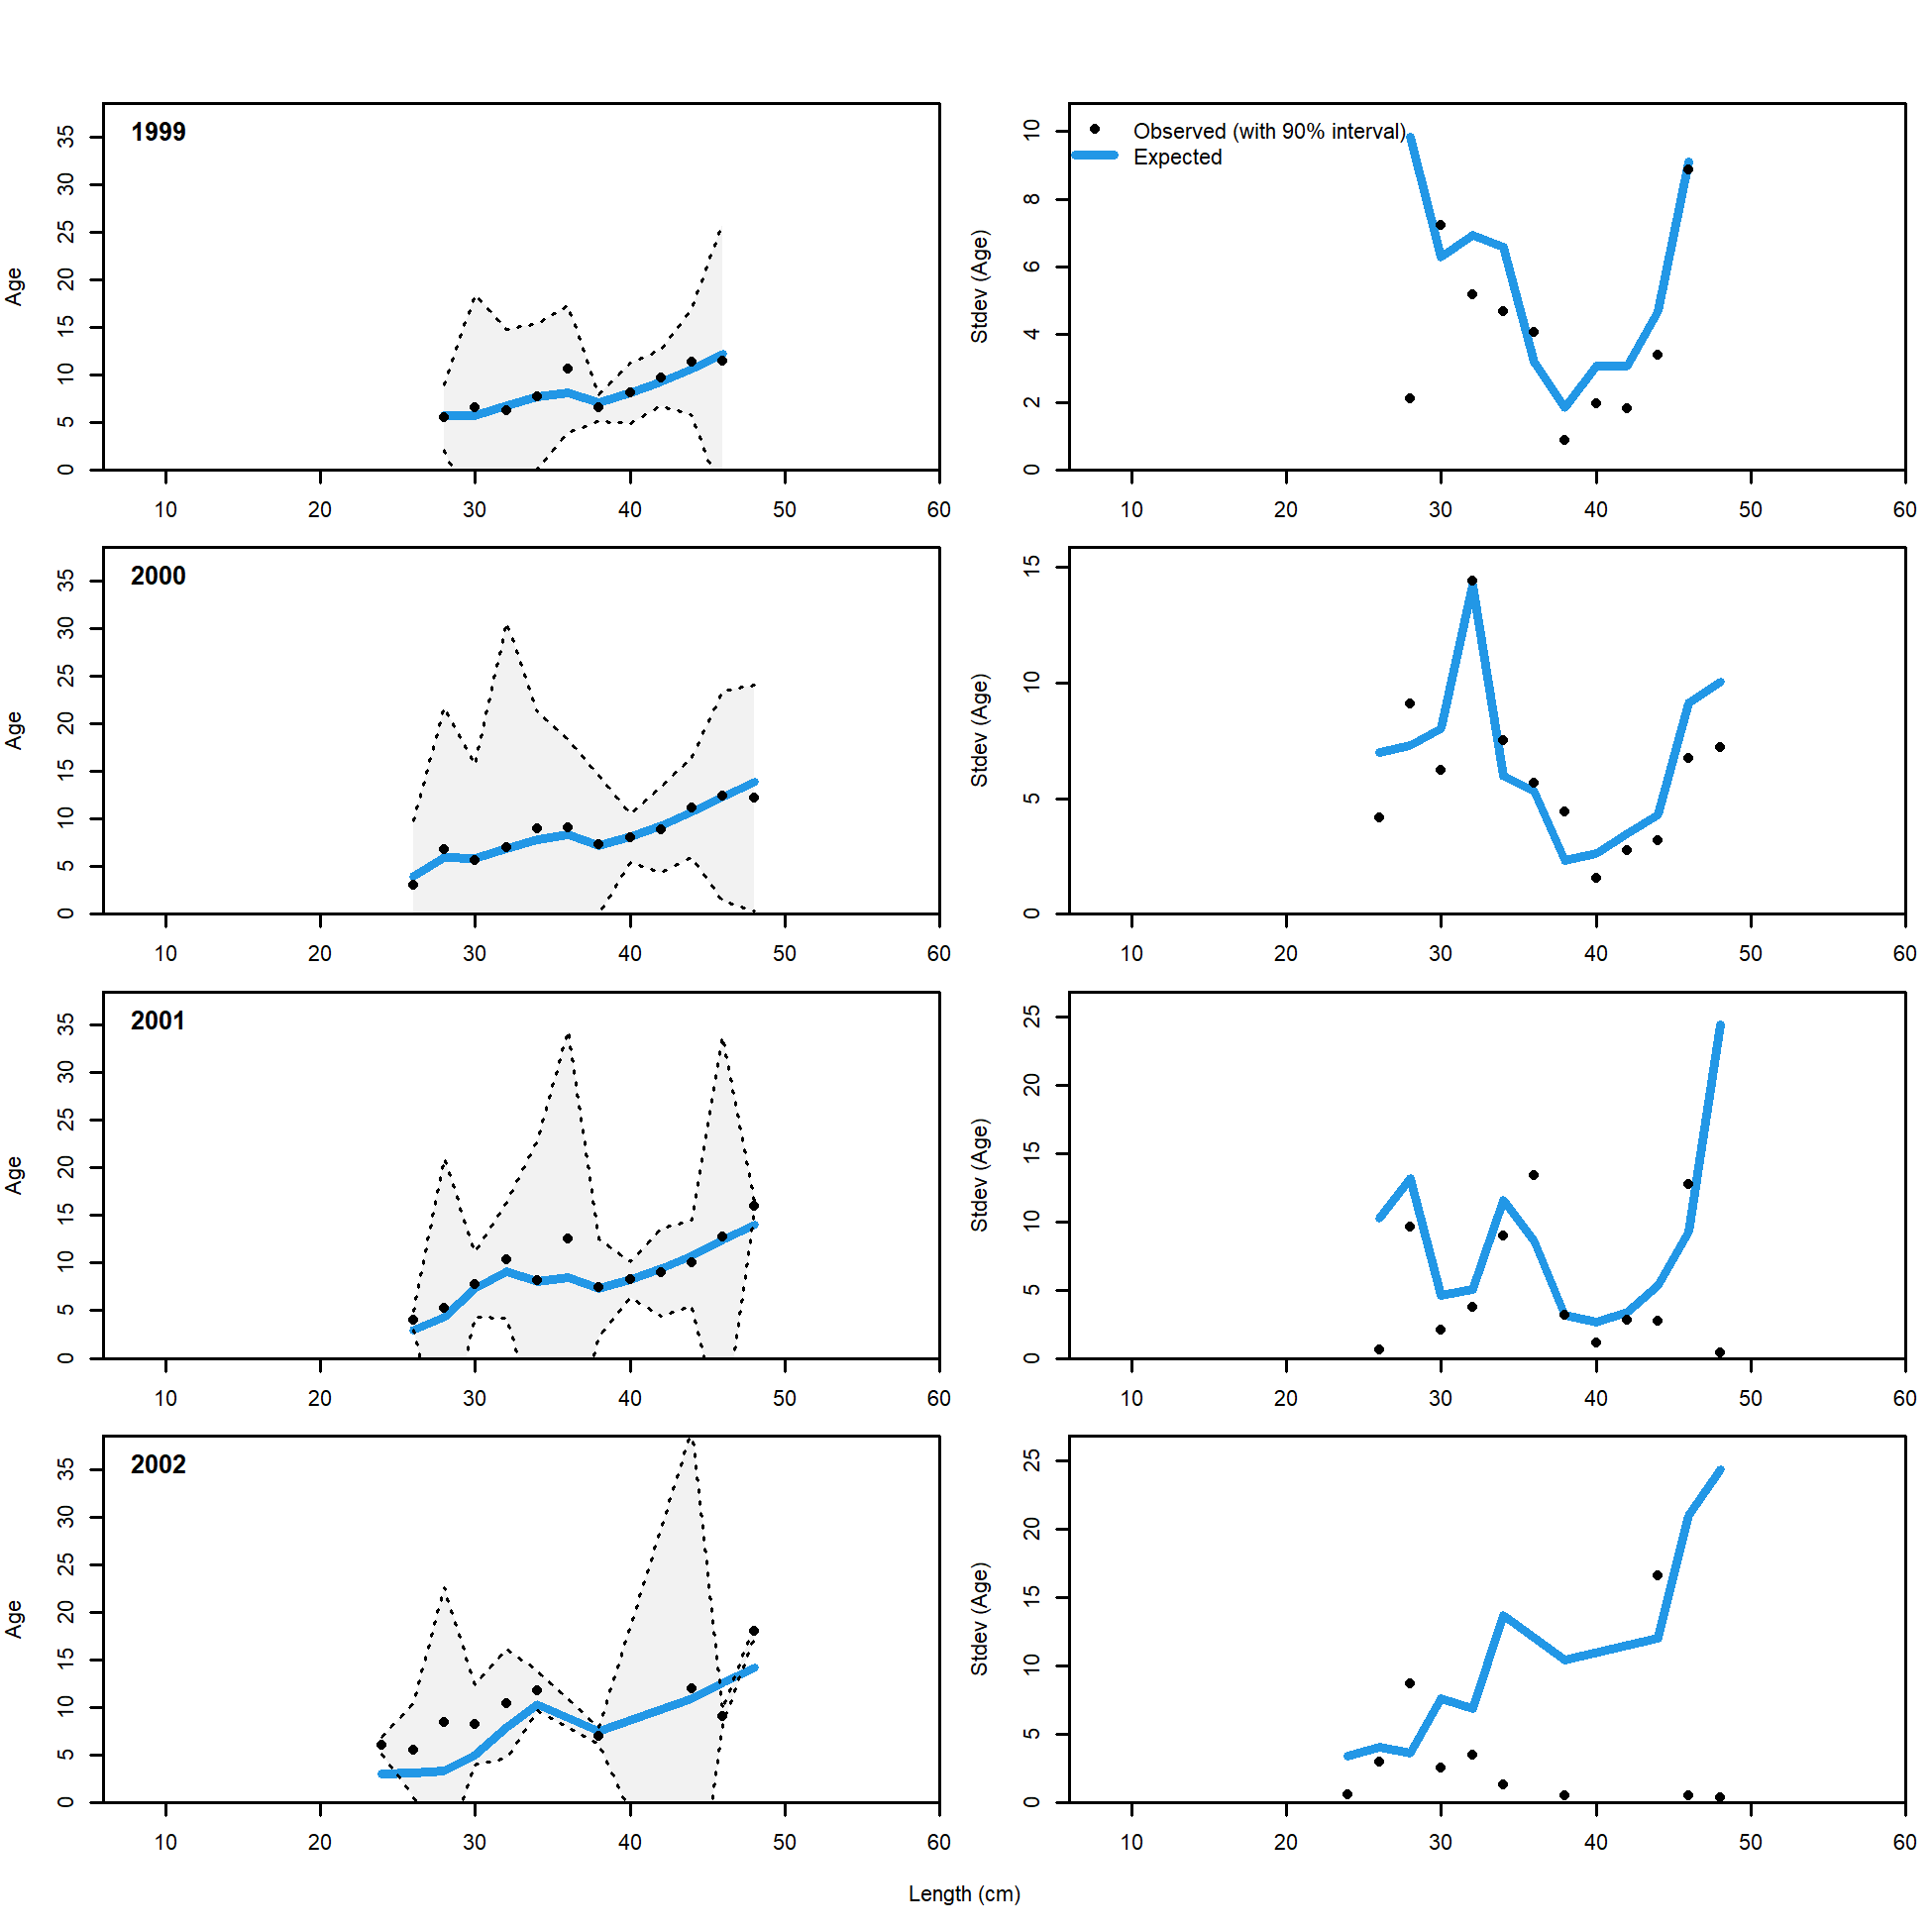 1999
Age
0 5 10 15 20 25 30 35
10 20 30 40 50 60
Observed (with 90% interval)
Expected
Stdev (Age)
0 2 4 6 8 10
10 20 30 40 50 60
2000
Age
0 5 10 15 20 25 30 35
10 20 30 40 50 60
Stdev (Age)
0 5 10 15
10 20 30 40 50 60
2001
Age
0 5 10 15 20 25 30 35
10 20 30 40 50 60
Stdev (Age)
0 5 10 15 20 25
10 20 30 40 50 60
2002
Age
0 5 10 15 20 25 30 35
10 20 30 40 50 60
Stdev (Age)
0 5 10 15 20 25
10 20 30 40 50 60
Length (cm)